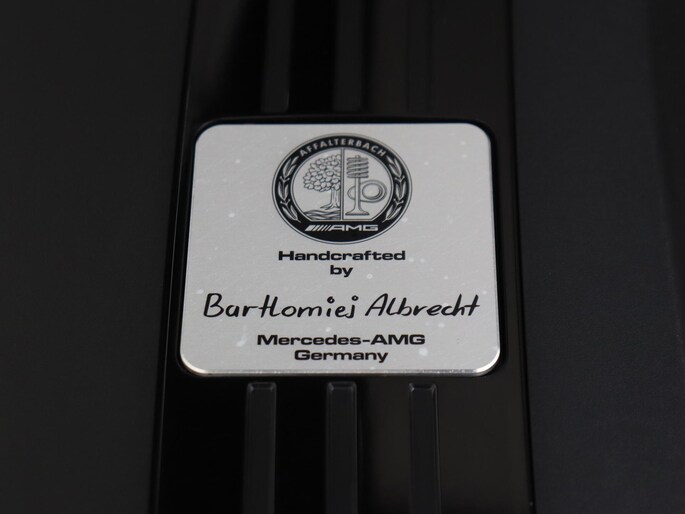 AFFALTERBACH
AMG
Handcrafted
by
Bartlomiej Albrecht
Mercedes-AMG
Germany